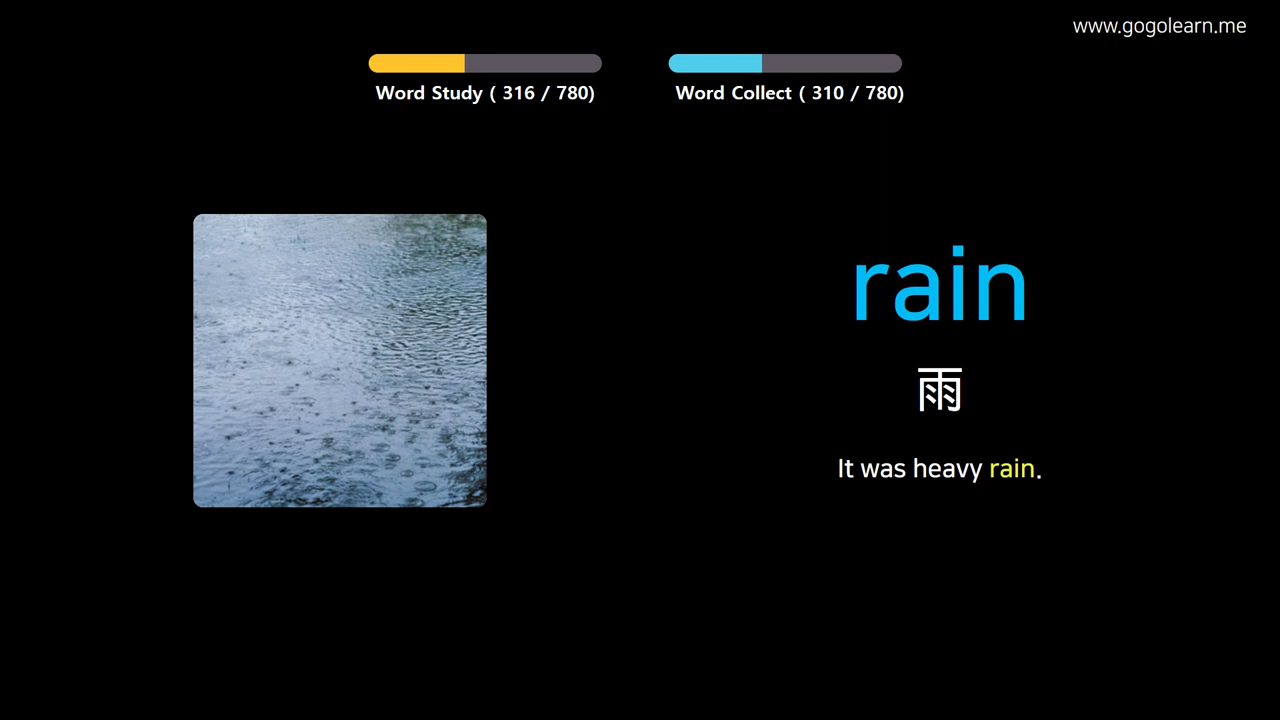 www.gogolearn.me
Word Study ( 316 / 780)
Word Collect ( 310 / 780)
rain
雨
It was heavy rain.